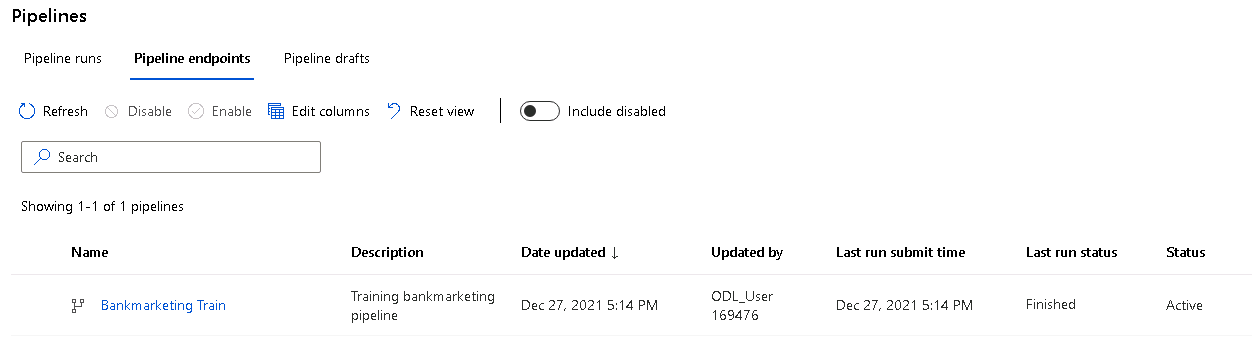 Pipelines
Pipeline runs Pipeline endpoints Pipeline drafts
Refresh Disable Enable Edit columns Reset view Include disabled
Search
Showing 1-1 of 1 pipelines
Name Description Date updated ↓ Updated by Last run submit time Last run status Status
Bankmarketing Train Training bankmarketing pipeline Dec 27, 2021 5:14 PM ODL_User 169476 Dec 27, 2021 5:14 PM Finished Active